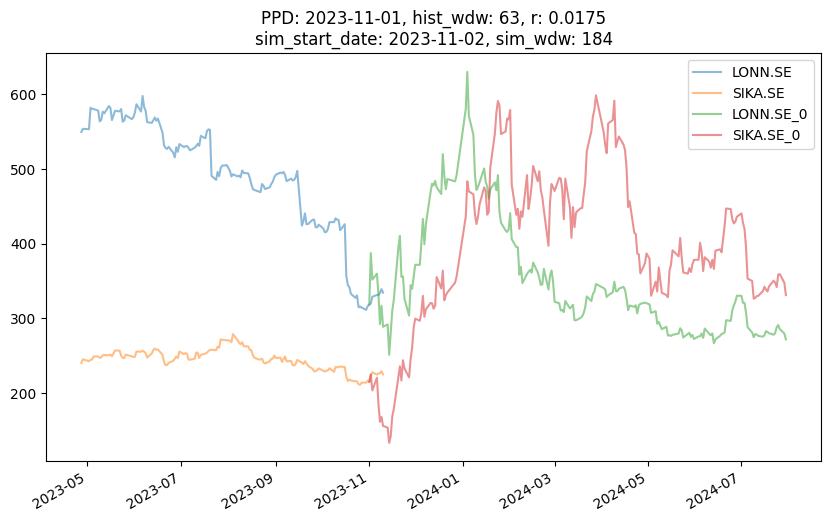 PPD: 2023-11-01, hist_wdw: 63, r: 0.0175
sim_start_date: 2023-11-02, sim_wdw: 184
LONN.SE
SIKA.SE
LONN.SE_0
SIKA.SE_0
600
500
400
300
200
2023-05
2023-07
2023-09
2023-11
2024-01
2024-03
2024-05
2024-07